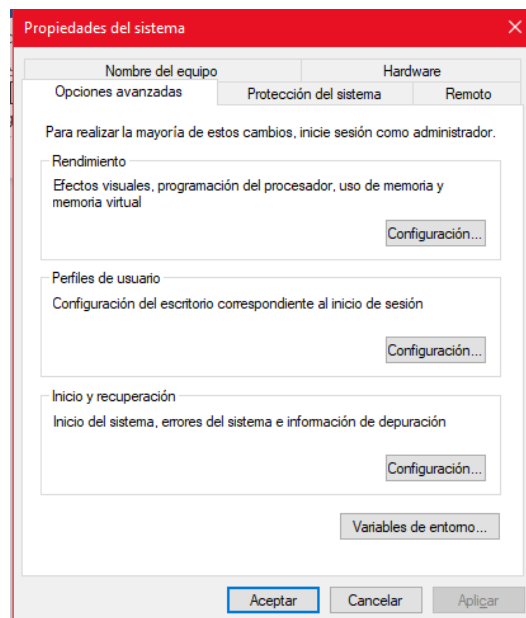 Propiedades del sistema
Nombre del equipo
Hardware
Opciones avanzadas
Protección del sistema
Remoto
Para realizar la mayoría de estos cambios, inicie sesión como administrador.
Rendimiento
Efectos visuales, programación del procesador, uso de memoria y
memoria virtual
Configuración...
Perfiles de usuario
Configuración del escritorio correspondiente al inicio de sesión
Configuración...
Inicio y recuperación
Inicio del sistema, errores del sistema e información de depuración
Configuración...
Variables de entorno...
Aceptar
Cancelar
Aplicar